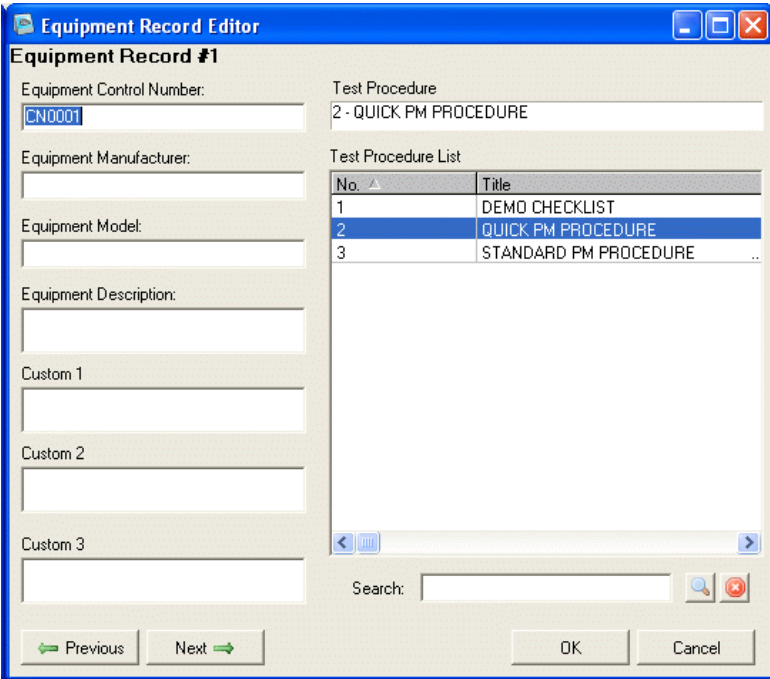 Equipment Record Editor
Equipment Record #1
Equipment Control Number:
CN0001
Equipment Manufacturer:
Equipment Model:
Equipment Description:
Custom 1
Custom 2
Custom 3
Test Procedure
2 - QUICK PM PROCEDURE
Test Procedure List
No. Title
1 DEMO CHECKLIST
2 QUICK PM PROCEDURE
3 STANDARD PM PROCEDURE ..
Search:
Previous Next OK Cancel